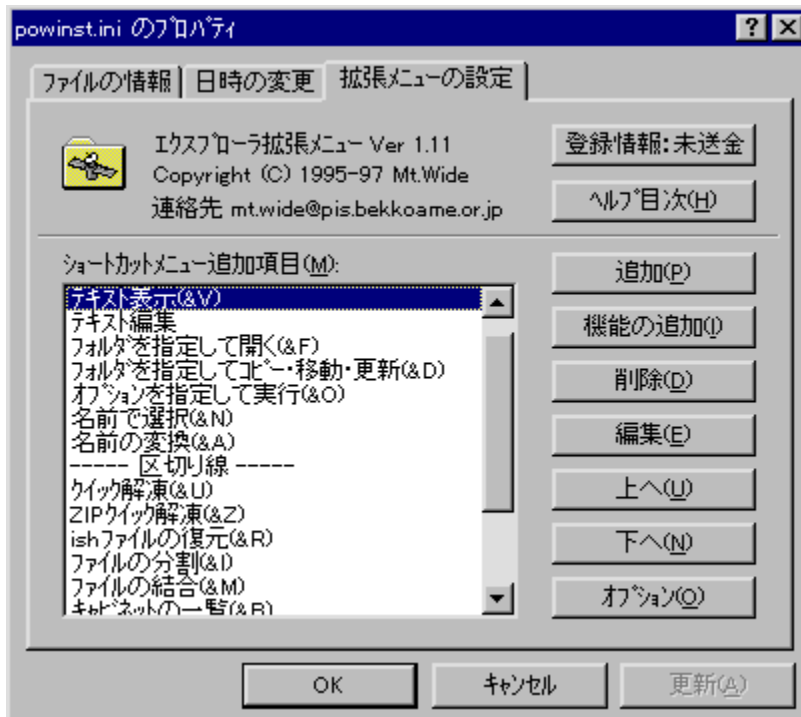 powinst.ini のﾌﾟﾛﾊﾟﾃｨ
ﾌｧｲﾙの情報
日時の変更
拡張ﾒﾆｭｰの設定
ｴｸｽﾌﾟﾛｰﾗ拡張ﾒﾆｭｰ Ver 1.11
Copyright (C) 1995-97 Mt.Wide
連絡先 mt.wide@pis.bekkoame.or.jp
登録情報:未送金
ﾍﾙﾌﾟ目次(H)
ｼｮｰﾄｶｯﾄﾒﾆｭｰ追加項目(M):
ﾃｷｽﾄ表示(&V)
ﾃｷｽﾄ編集
ﾌｫﾙﾀﾞを指定して開く(&F)
ﾌｫﾙﾀﾞを指定してｺﾋﾟｰ・移動・更新(&D)
ｵﾌﾟｼｮﾝを指定して実行(&O)
名前で選択(&N)
名前の変換(&A)
----- 区切り線 -----
ｸｲｯｸ解凍(&U)
ZIPｸｲｯｸ解凍(&Z)
ishﾌｧｲﾙの復元(&R)
ﾌｧｲﾙの分割(&I)
ﾌｧｲﾙの結合(&M)
ｷｬﾋﾞﾈｯﾄの一覧(&B)
追加(P)
機能の追加(I)
削除(D)
編集(E)
上へ(U)
下へ(N)
ｵﾌﾟｼｮﾝ(O)
OK
ｷｬﾝｾﾙ
更新(A)